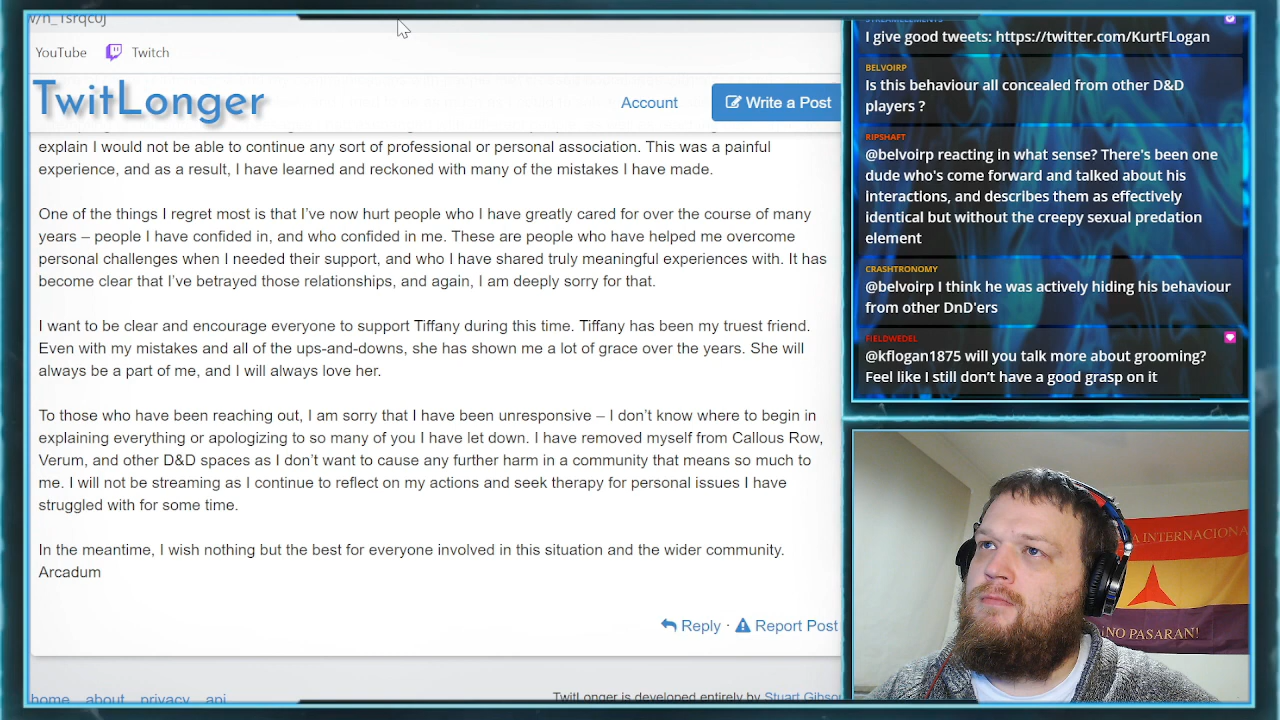 YouTube
Twitch
TwitLonger
Account
Write a Post
explain I would not be able to continue any sort of professional or personal association. This was a painful
experience, and as a result, I have learned and reckoned with many of the mistakes I have made.
One of the things I regret most is that I've now hurt people who I have greatly cared for over the course of many
years – people I have confided in, and who confided in me. These are people who have helped me overcome
personal challenges when I needed their support, and who I have shared truly meaningful experiences with. It has
become clear that I've betrayed those relationships, and again, I am deeply sorry for that.
I want to be clear and encourage everyone to support Tiffany during this time. Tiffany has been my truest friend.
Even with my mistakes and all of the ups-and-downs, she has shown me a lot of grace over the years. She will
always be a part of me, and I will always love her.
To those who have been reaching out, I am sorry that I have been unresponsive – I don't know where to begin in
explaining everything or apologizing to so many of you I have let down. I have removed myself from Callous Row,
Verum, and other D&D spaces as I don't want to cause any further harm in a community that means so much to
me. I will not be streaming as I continue to reflect on my actions and seek therapy for personal issues I have
struggled with for some time.
In the meantime, I wish nothing but the best for everyone involved in this situation and the wider community.
Arcadum
Reply · Report Post
home about privacy api
TwitLonger is developed entirely by Stuart Gibson
STREAMELEMENTS
I give good tweets: https://twitter.com/KurtFLogan
BELVOIRP
Is this behaviour all concealed from other D&D
players ?
RIPSHAFT
@belvoirp reacting in what sense? There's been one
dude who's come forward and talked about his
interactions, and describes them as effectively
identical but without the creepy sexual predation
element
CRASHTRONOMY
@belvoirp I think he was actively hiding his behaviour
from other DnD'ers
FIELDWEDEL
@kflogan1875 will you talk more about grooming?
Feel like I still don't have a good grasp on it
A INTERNACIONA
¡NO PASARAN!